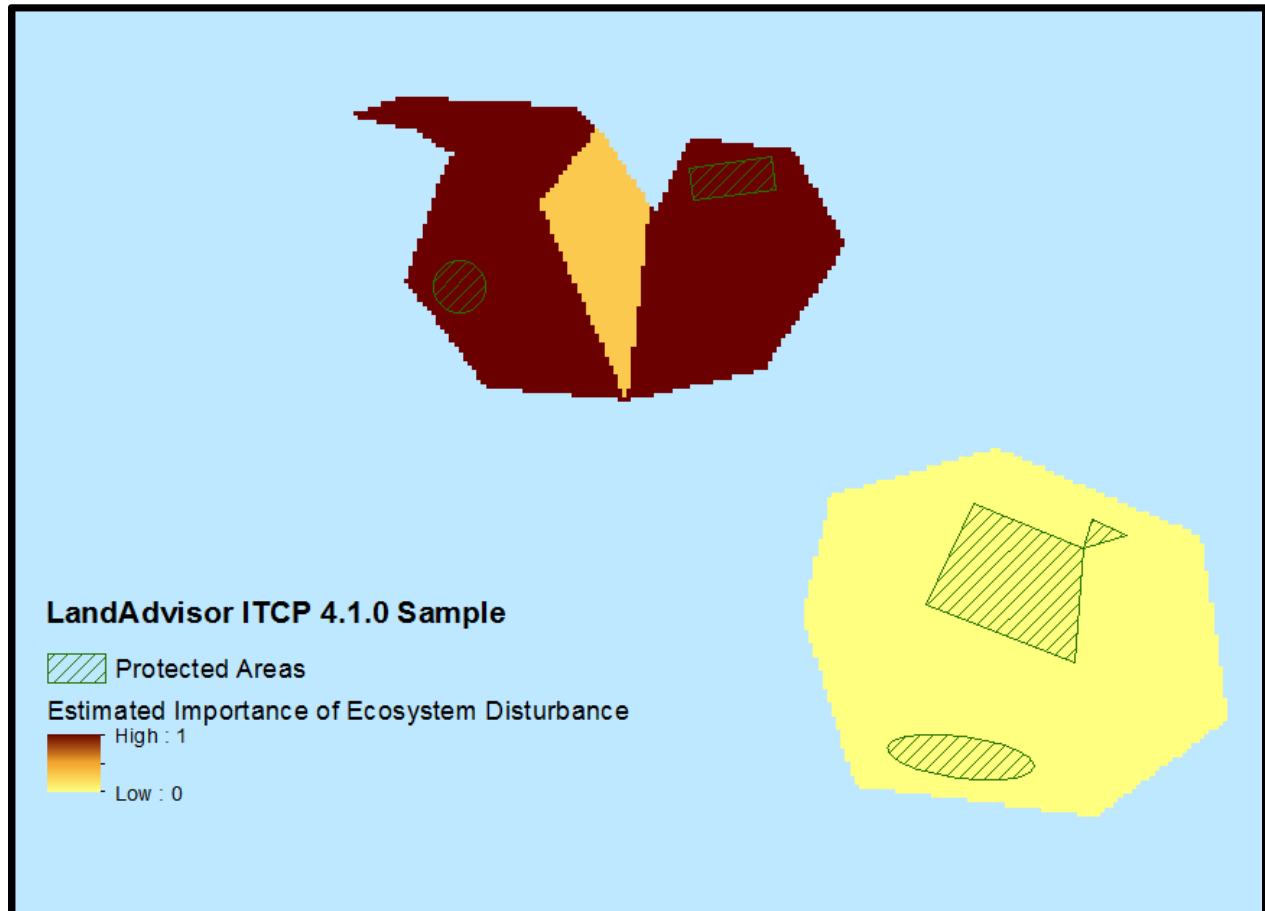 LandAdvisor ITCP 4.1.0 Sample
Protected Areas
Estimated Importance of Ecosystem Disturbance
High : 1
Low : 0